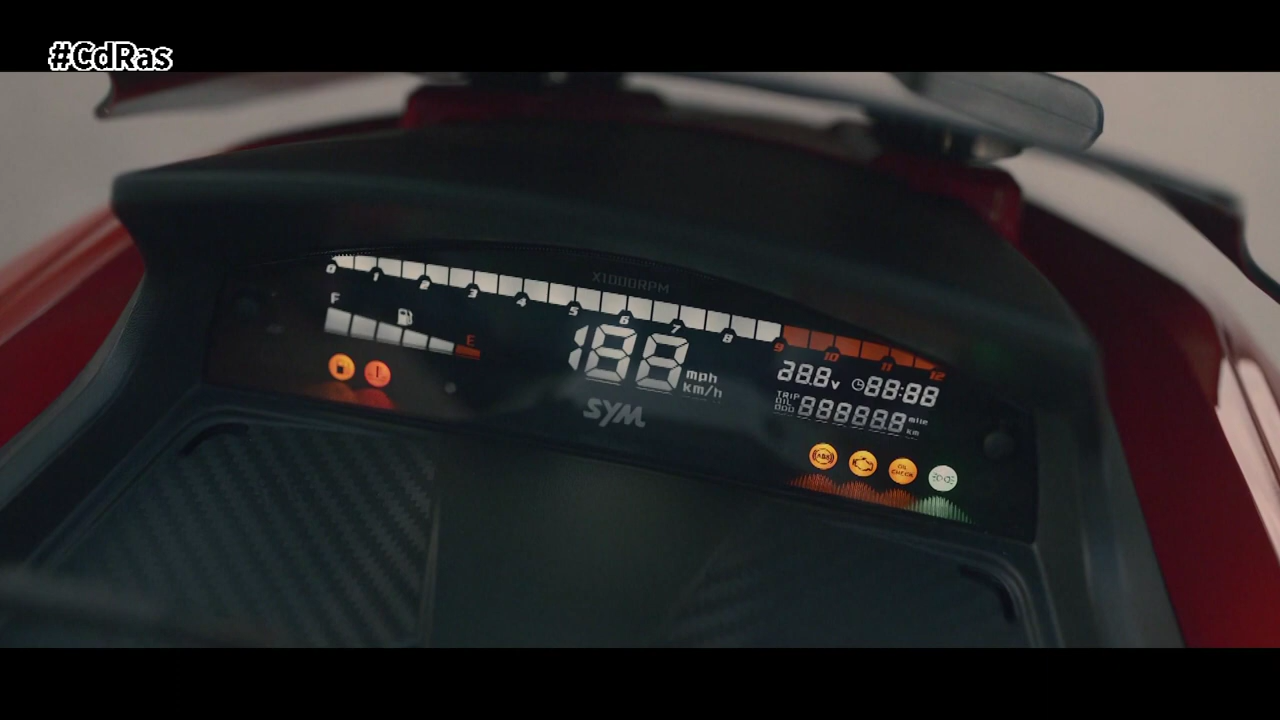 #CdRas
X1000RPM
0 1 2 3 4 5 6 7 8 9 10 11 12
F
E
188 mph
km/h
SYM
38.8v 88:88
TRIP
OIL
ODO 888888 mile
km
ABS
OIL
CHECK